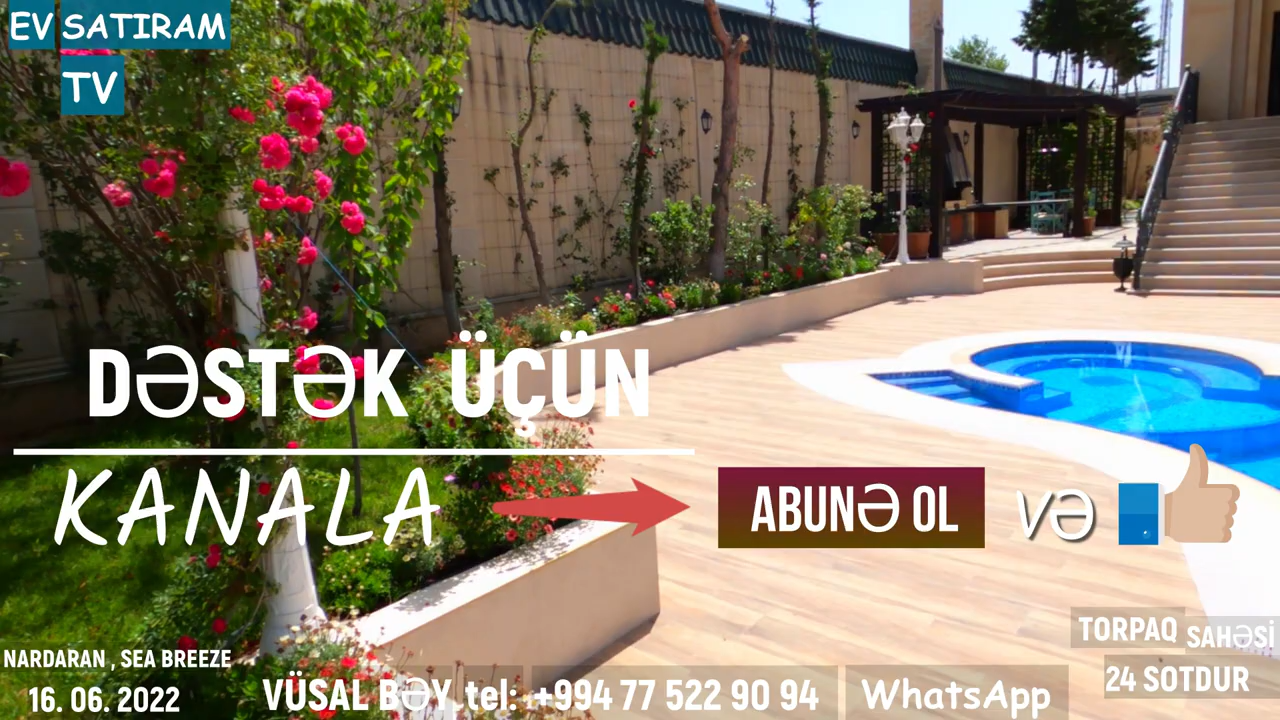 EV SATIRAM
TV
DƏSTƏK ÜÇÜN
KANALA
ABUNƏ OL
VƏ
TORPAQ SAHƏSİ
24 SOTDUR
NARDARAN , SEA BREEZE
16. 06. 2022
VÜSAL BƏY, tel: +994 77 522 90 94 WhatsApp